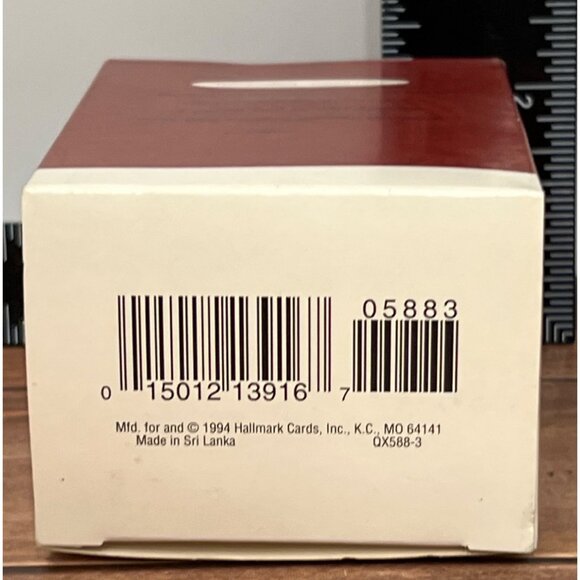 2
05883
0 15012 13916 7
Mfd. for and © 1994 Hallmark Cards, Inc., K.C., MO 64141
Made in Sri Lanka QX588-3